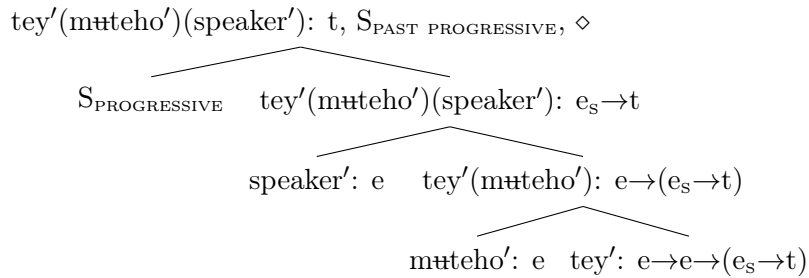 tey′(mʉteho′)(speaker′): t, S_PAST PROGRESSIVE, ⋄
S_PROGRESSIVE tey′(mʉteho′)(speaker′): e_s→t
speaker′: e tey′(mʉteho′): e→(e_s→t)
mʉteho′: e tey′: e→e→(e_s→t)